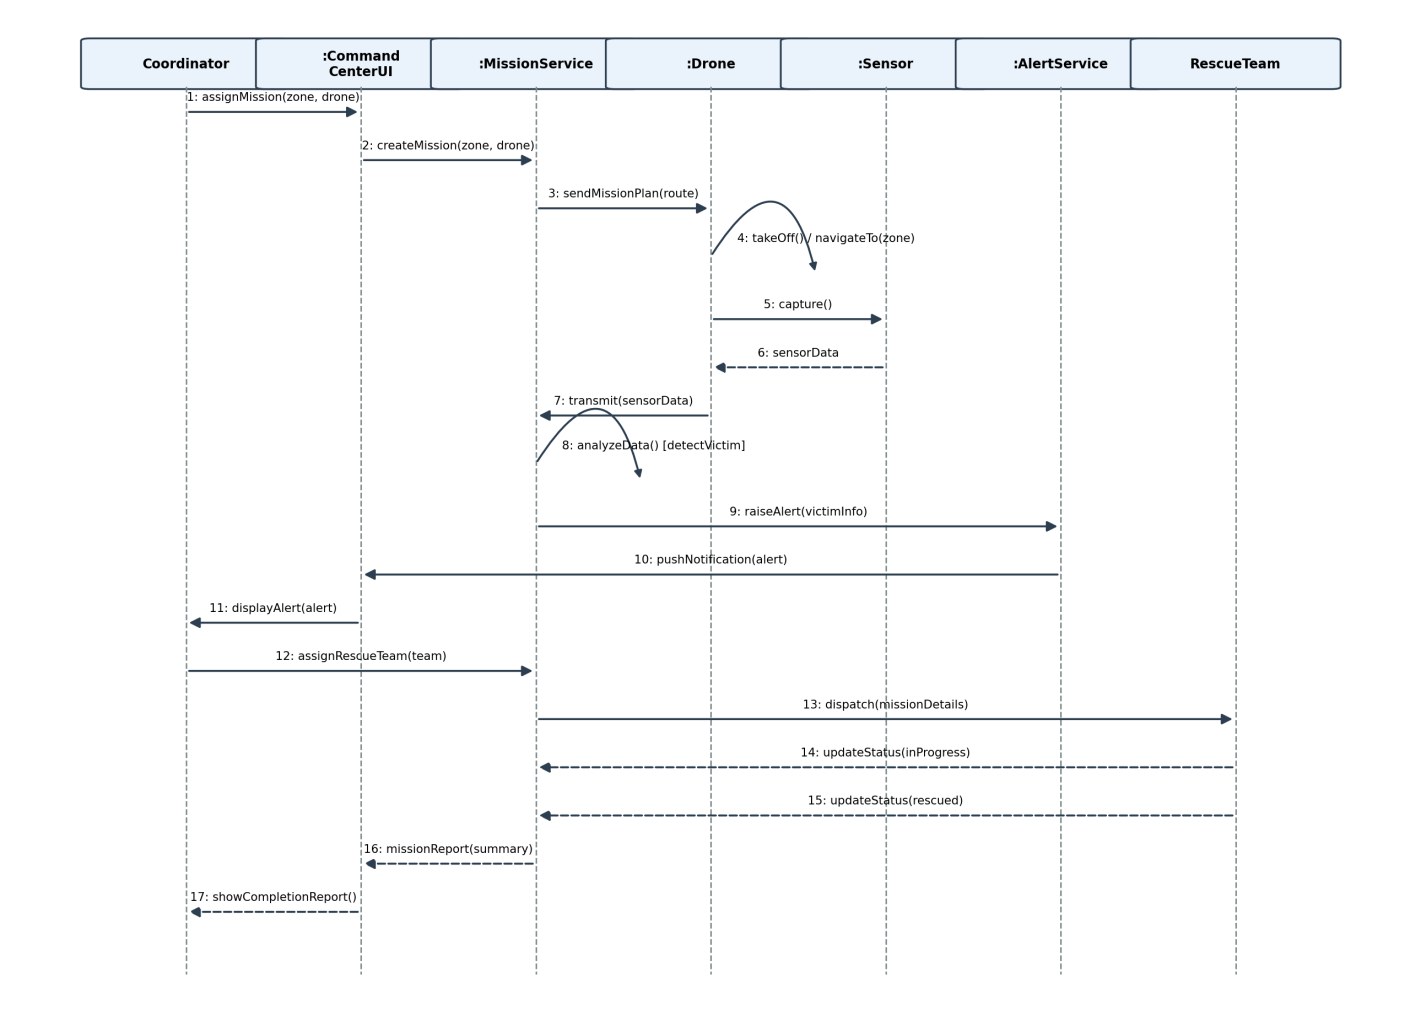 Coordinator
:Command
CenterUI
:MissionService
:Drone
:Sensor
:AlertService
RescueTeam
1: assignMission(zone, drone)
2: createMission(zone, drone)
3: sendMissionPlan(route)
4: takeOff() / navigateTo(zone)
5: capture()
6: sensorData
7: transmit(sensorData)
8: analyzeData() [detectVictim]
9: raiseAlert(victimInfo)
10: pushNotification(alert)
11: displayAlert(alert)
12: assignRescueTeam(team)
13: dispatch(missionDetails)
14: updateStatus(inProgress)
15: updateStatus(rescued)
16: missionReport(summary)
17: showCompletionReport()